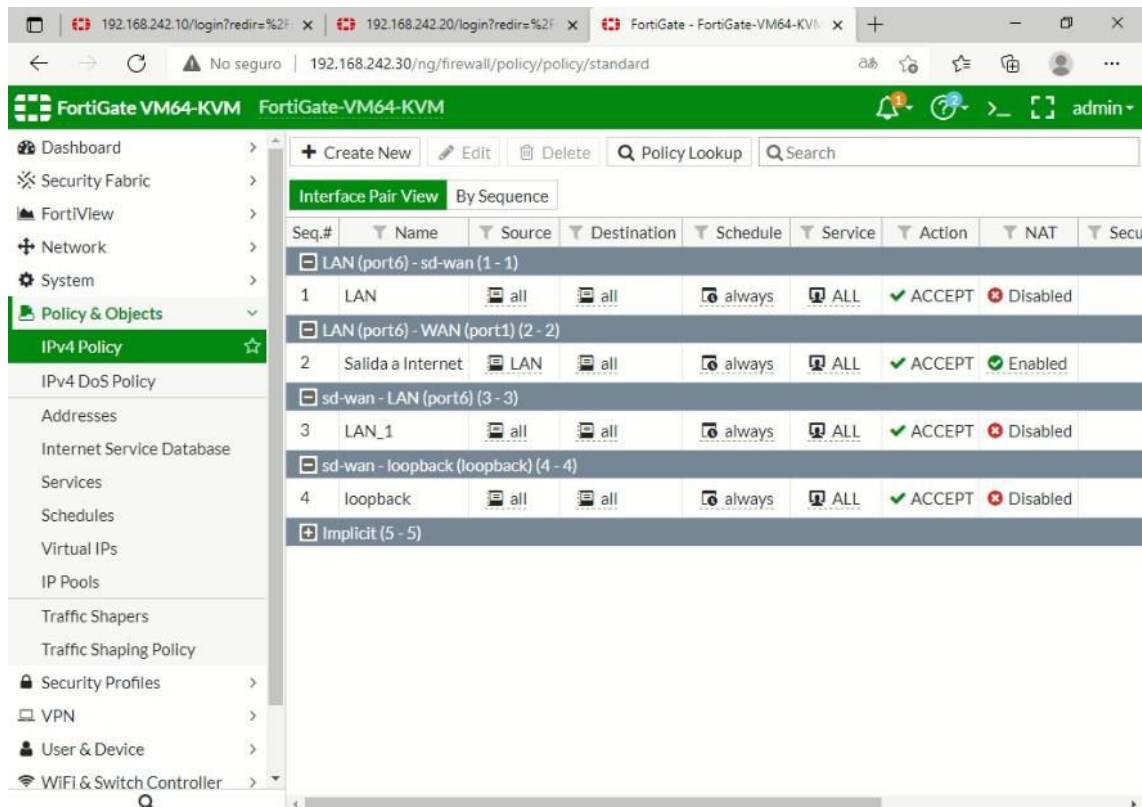 192.168.242.10/login?redir=%2F
192.168.242.20/login?redir=%2F
FortiGate - FortiGate-VM64-KVM
No seguro 192.168.242.30/ng/firewall/policy/policy/standard
FortiGate VM64-KVM FortiGate-VM64-KVM 1 2 admin
Dashboard
Security Fabric
FortiView
Network
System
Policy & Objects
IPv4 Policy
IPv4 DoS Policy
Addresses
Internet Service Database
Services
Schedules
Virtual IPs
IP Pools
Traffic Shapers
Traffic Shaping Policy
Security Profiles
VPN
User & Device
WiFi & Switch Controller
+ Create New Edit Delete Policy Lookup Search
Interface Pair View By Sequence
Seq.# Name Source Destination Schedule Service Action NAT Secu
LAN (port6) - sd-wan (1 - 1)
1 LAN all all always ALL ACCEPT Disabled
LAN (port6) - WAN (port1) (2 - 2)
2 Salida a Internet LAN all always ALL ACCEPT Enabled
sd-wan - LAN (port6) (3 - 3)
3 LAN_1 all all always ALL ACCEPT Disabled
sd-wan - loopback (loopback) (4 - 4)
4 loopback all all always ALL ACCEPT Disabled
Implicit (5 - 5)